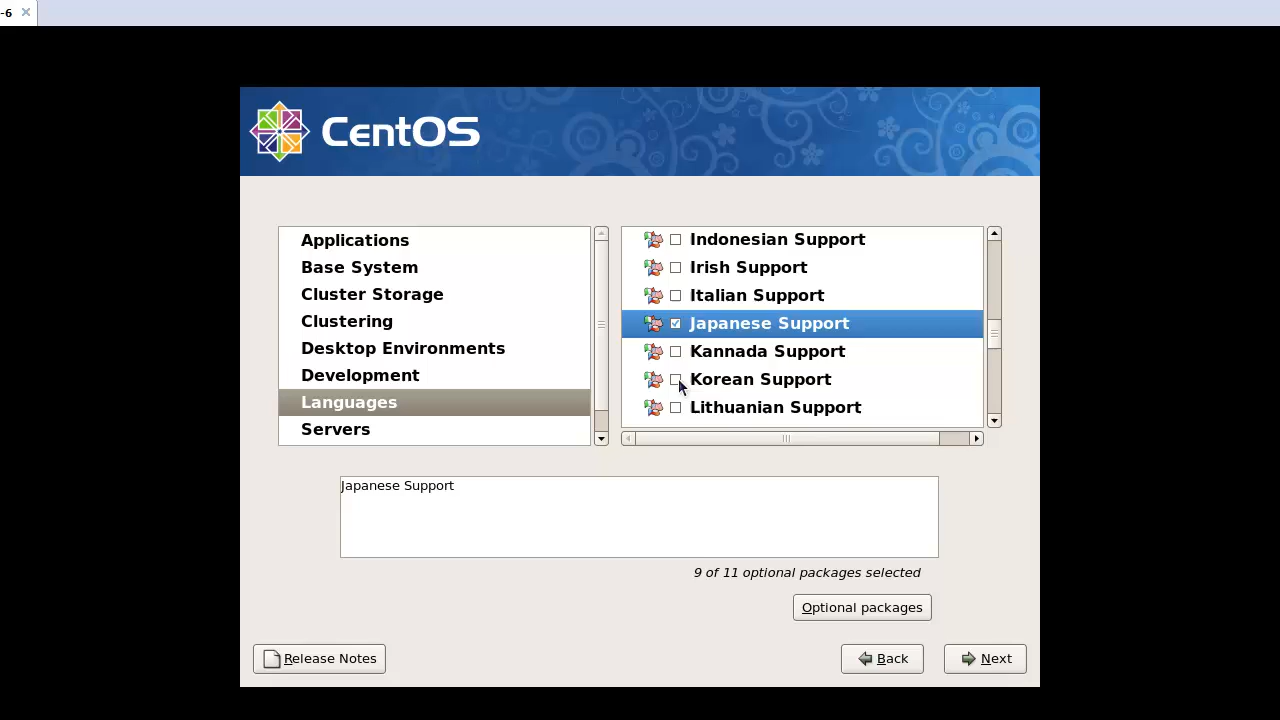 -6
CentOS
Applications
Base System
Cluster Storage
Clustering
Desktop Environments
Development
Languages
Servers
Indonesian Support
Irish Support
Italian Support
Japanese Support
Kannada Support
Korean Support
Lithuanian Support
Japanese Support
9 of 11 optional packages selected
Optional packages
Release Notes
Back
Next